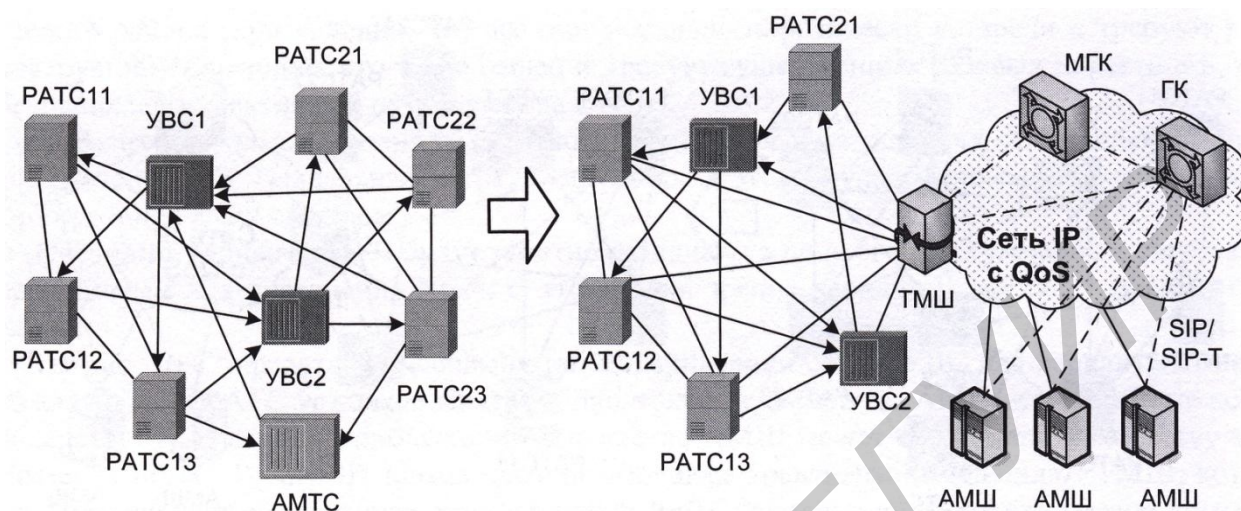 РАТС21
РАТС11
УВС1
РАТС22
РАТС12
УВС2
РАТС23
РАТС13
АМТС
РАТС21
РАТС11
УВС1
МГК
ГК
Сеть IP
с QoS
ТМШ
РАТС12
SIP/
SIP-T
УВС2
РАТС13
АМШ
АМШ
АМШ